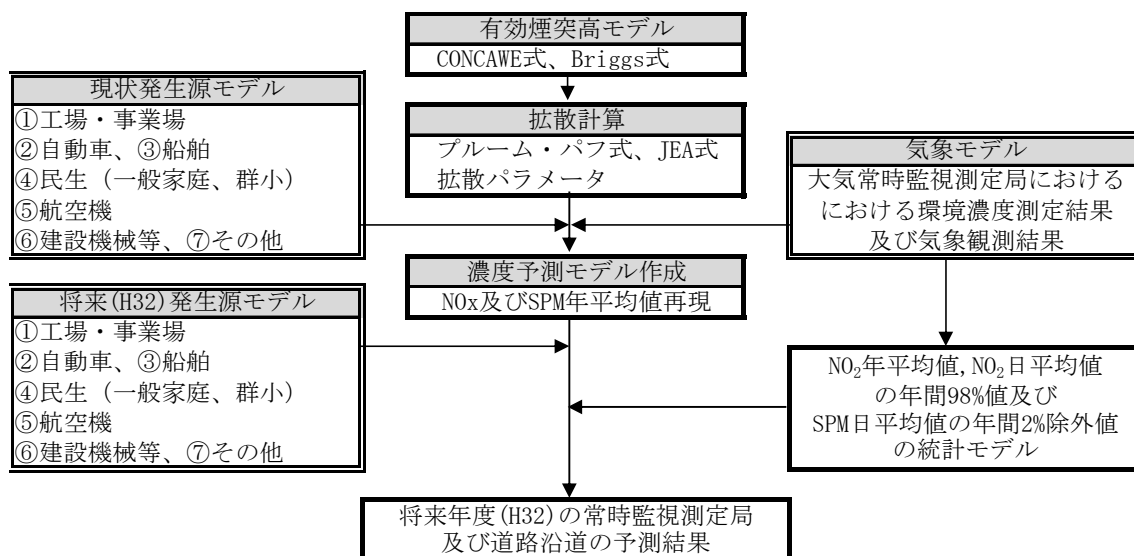 有効煙突高モデル
CONCAWE式、Briggs式
現状発生源モデル
①工場・事業場
②自動車、③船舶
④民生（一般家庭、群小）
⑤航空機
⑥建設機械等、⑦その他
拡散計算
プルーム・パフ式、JEA式
拡散パラメータ
気象モデル
大気常時監視測定局における
における環境濃度測定結果
及び気象観測結果
濃度予測モデル作成
NOx及びSPM年平均値再現
将来(H32)発生源モデル
①工場・事業場
②自動車、③船舶
④民生（一般家庭、群小）
⑤航空機
⑥建設機械等、⑦その他
NO₂年平均値,NO₂日平均値
の年間98%値及び
SPM日平均値の年間2%除外値
の統計モデル
将来年度(H32)の常時監視測定局
及び道路沿道の予測結果